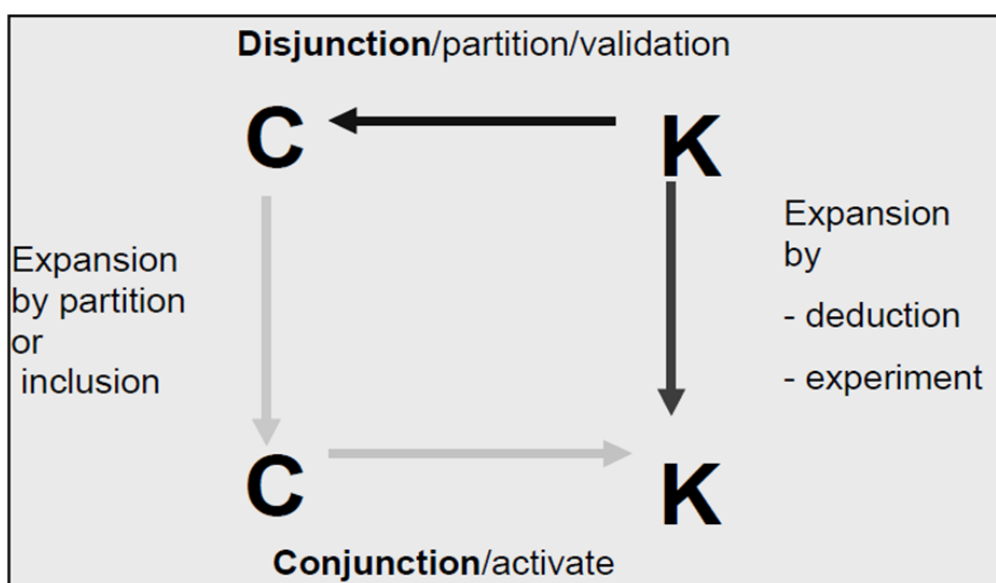 Disjunction/partition/validation
C
K
Expansion
by partition
or
inclusion
Expansion
by
- deduction
- experiment
C
K
Conjunction/activate